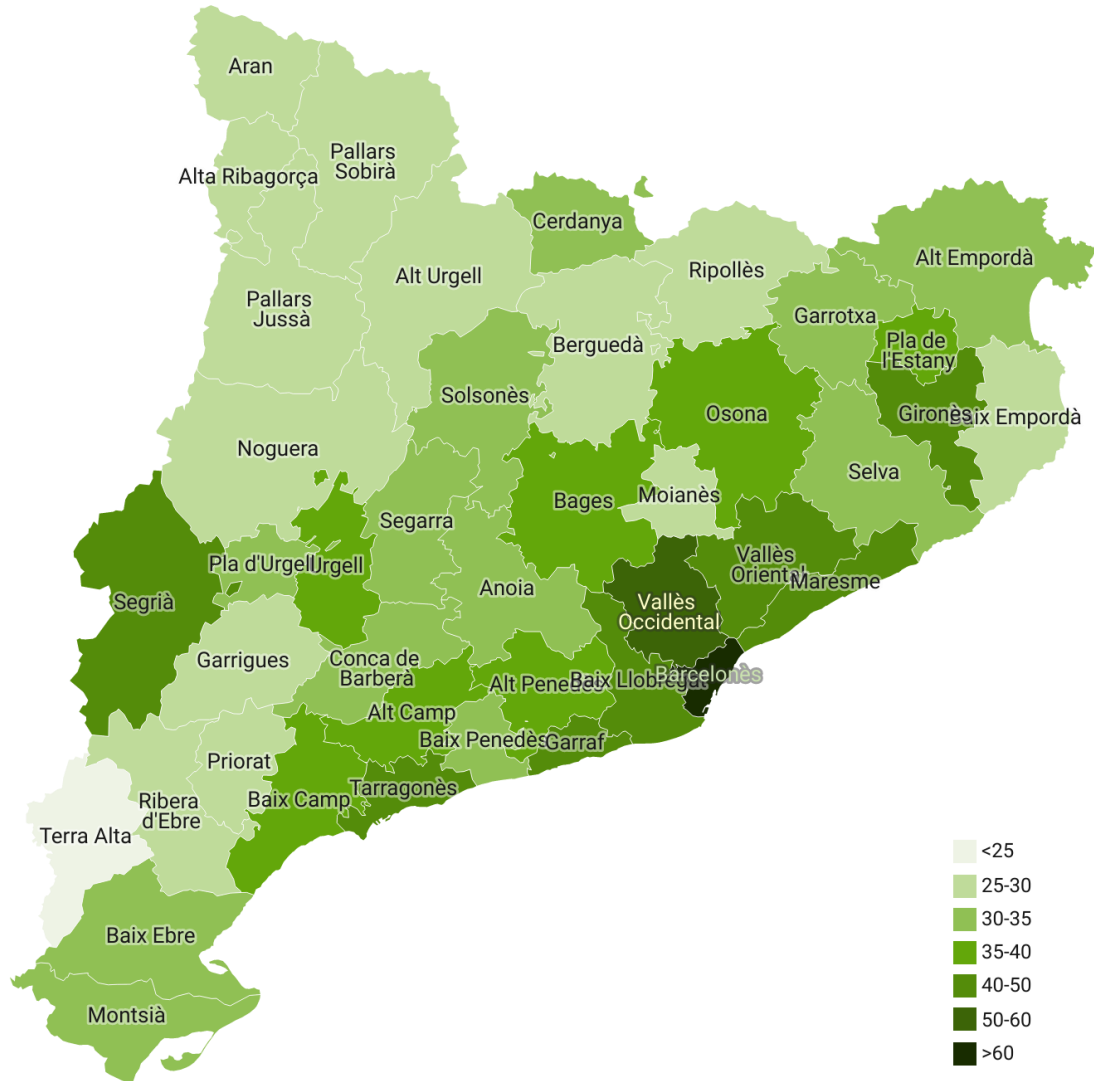 Aran
Pallars
Sobirà
Alta Ribagorça
Cerdanya
Alt Empordà
Ripollès
Alt Urgell
Pallars
Jussà
Garrotxa
Berguedà
Pla de
l'Estany
Solsonès
Osona
Gironès
Baix Empordà
Noguera
Selva
Moianès
Bages
Segarra
Vallès
Oriental
Pla d'Urgell
Urgell
Maresme
Anoia
Segrià
Vallès
Occidental
Garrigues
Conca de
Barberà
Barcelonès
Alt Penedès
Baix Llobregat
Alt Camp
Baix Penedès
Garraf
Priorat
Tarragonès
Baix Camp
Ribera
d'Ebre
Terra Alta
Baix Ebre
Montsià
<25
25-30
30-35
35-40
40-50
50-60
>60